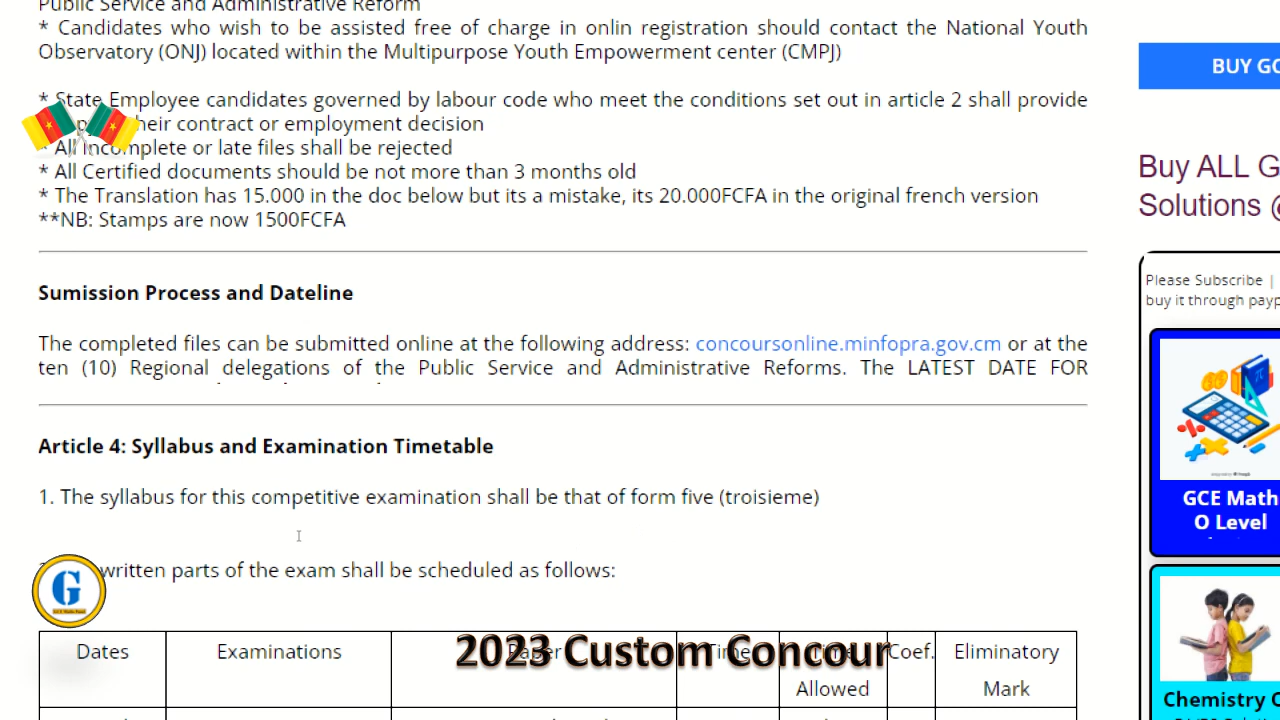 Public Service and Administrative Reform
* Candidates who wish to be assisted free of charge in onlin registration should contact the National Youth
Observatory (ONJ) located within the Multipurpose Youth Empowerment center (CMPJ)
* State Employee candidates governed by labour code who meet the conditions set out in article 2 shall provide
their contract or employment decision
* All Incomplete or late files shall be rejected
* All Certified documents should be not more than 3 months old
* The Translation has 15.000 in the doc below but its a mistake, its 20.000FCFA in the original french version
**NB: Stamps are now 1500FCFA
Sumission Process and Dateline
The completed files can be submitted online at the following address: concoursonline.minfopra.gov.cm or at the
ten (10) Regional delegations of the Public Service and Administrative Reforms. The LATEST DATE FOR
Article 4: Syllabus and Examination Timetable
1. The syllabus for this competitive examination shall be that of form five (troisieme)
written parts of the exam shall be scheduled as follows:
G
2023 Custom Concour
Dates Examinations Paper Time Time Allowed Coef. Eliminatory Mark
BUY GC
Buy ALL G
Solutions @
Please Subscribe |
buy it through payp
GCE Math
O Level
Chemistry O